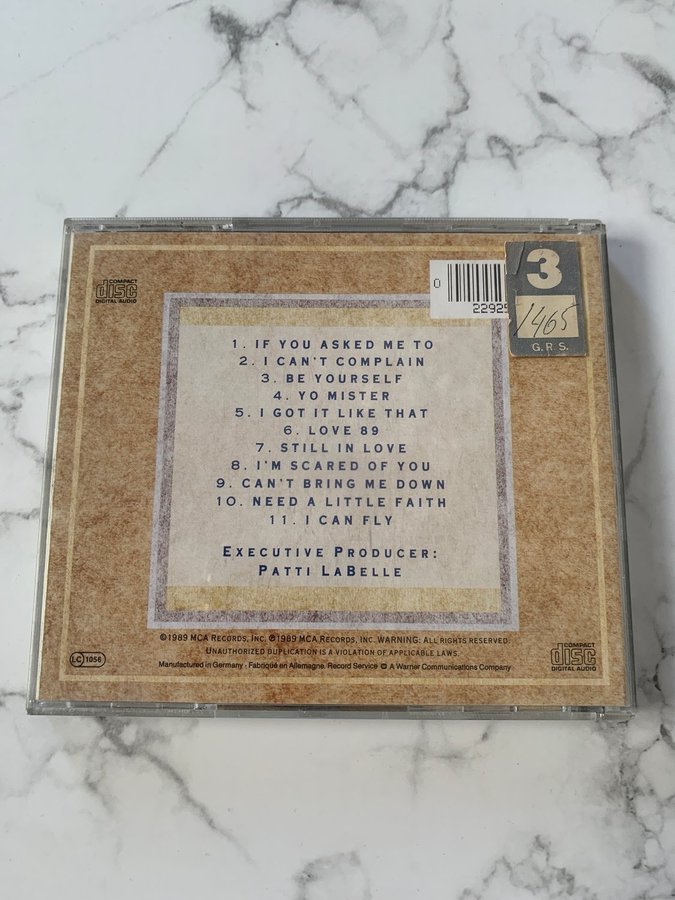 COMPACT
disc
DIGITAL AUDIO
0
22925
3
1465
G.R.S.
1. IF YOU ASKED ME TO
2. I CAN'T COMPLAIN
3. BE YOURSELF
4. YO MISTER
5. I GOT IT LIKE THAT
6. LOVE 89
7. STILL IN LOVE
8. I'M SCARED OF YOU
9. CAN'T BRING ME DOWN
10. NEED A LITTLE FAITH
11. I CAN FLY
EXECUTIVE PRODUCER:
PATTI LABELLE
©1989 MCA RECORDS, INC. ℗1989 MCA RECORDS, INC. WARNING: ALL RIGHTS RESERVED.
UNAUTHORIZED DUPLICATION IS A VIOLATION OF APPLICABLE LAWS.
LC 1056
Manufactured in Germany · Fabriqué en Allemagne. Record Service A Warner Communications Company
COMPACT
disc
DIGITAL AUDIO